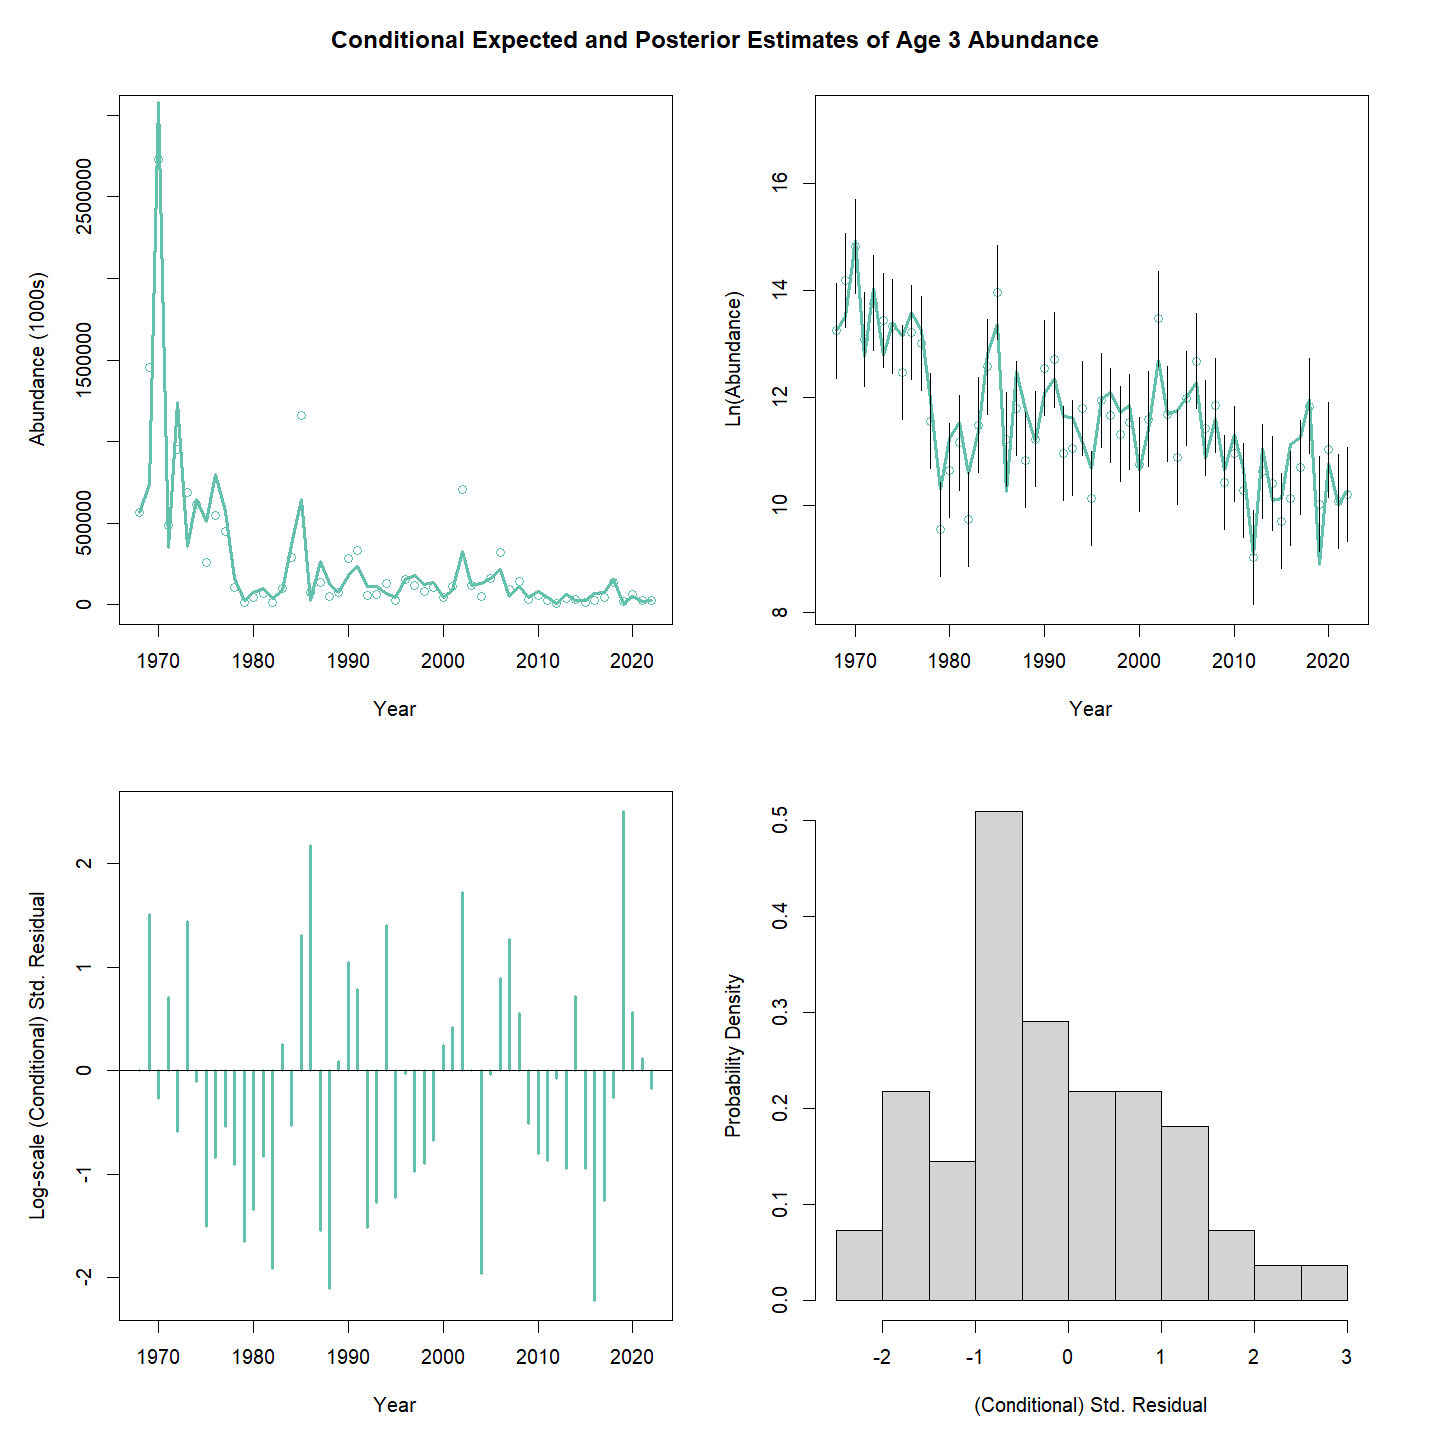 Conditional Expected and Posterior Estimates of Age 3 Abundance
Abundance (1000s)
0
500000
1500000
2500000
1970 1980 1990 2000 2010 2020
Year
Ln(Abundance)
8
10
12
14
16
1970 1980 1990 2000 2010 2020
Year
Log-scale (Conditional) Std. Residual
-2
-1
0
1
2
1970 1980 1990 2000 2010 2020
Year
Probability Density
0.0
0.1
0.2
0.3
0.4
0.5
-2 -1 0 1 2 3
(Conditional) Std. Residual